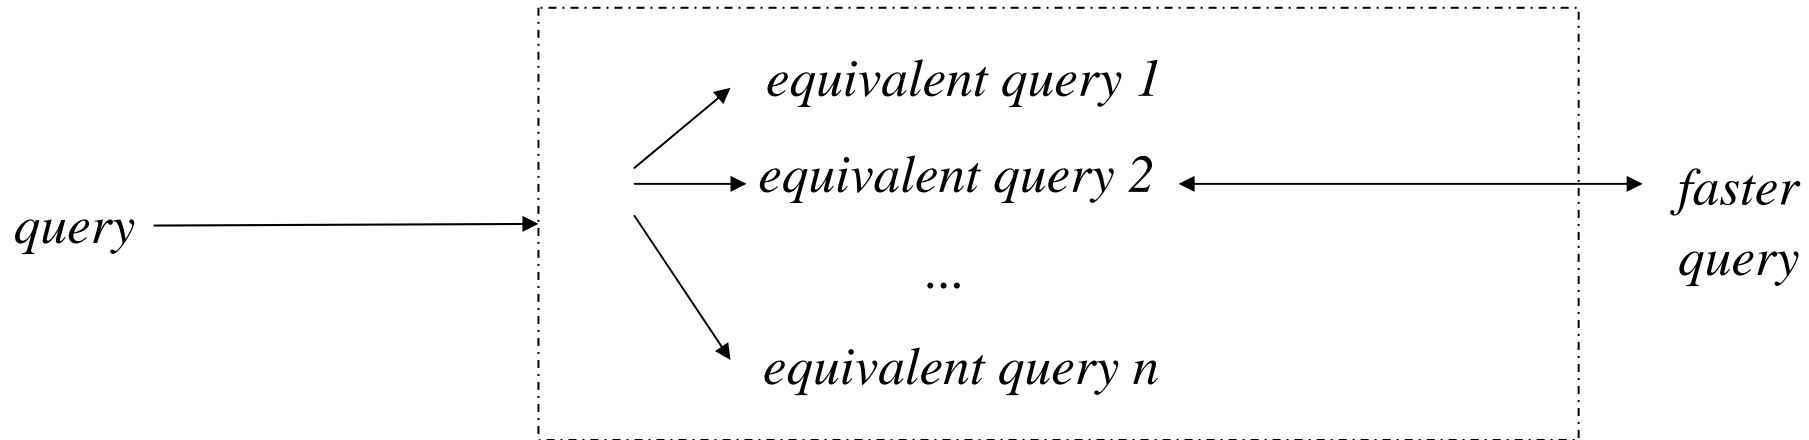 equivalent query 1
equivalent query 2
query
faster
query
...
equivalent query n